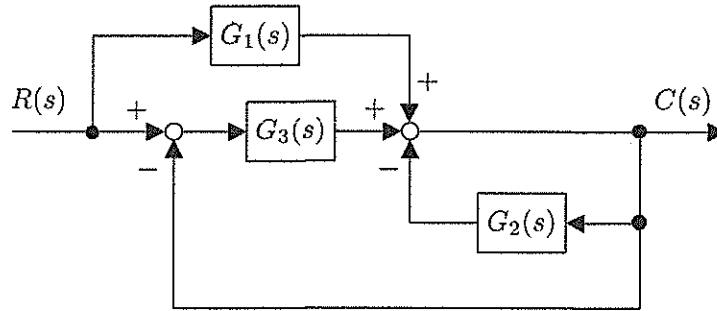 G₁(s)
+
R(s) + G₃(s) + C(s)
− −
G₂(s)